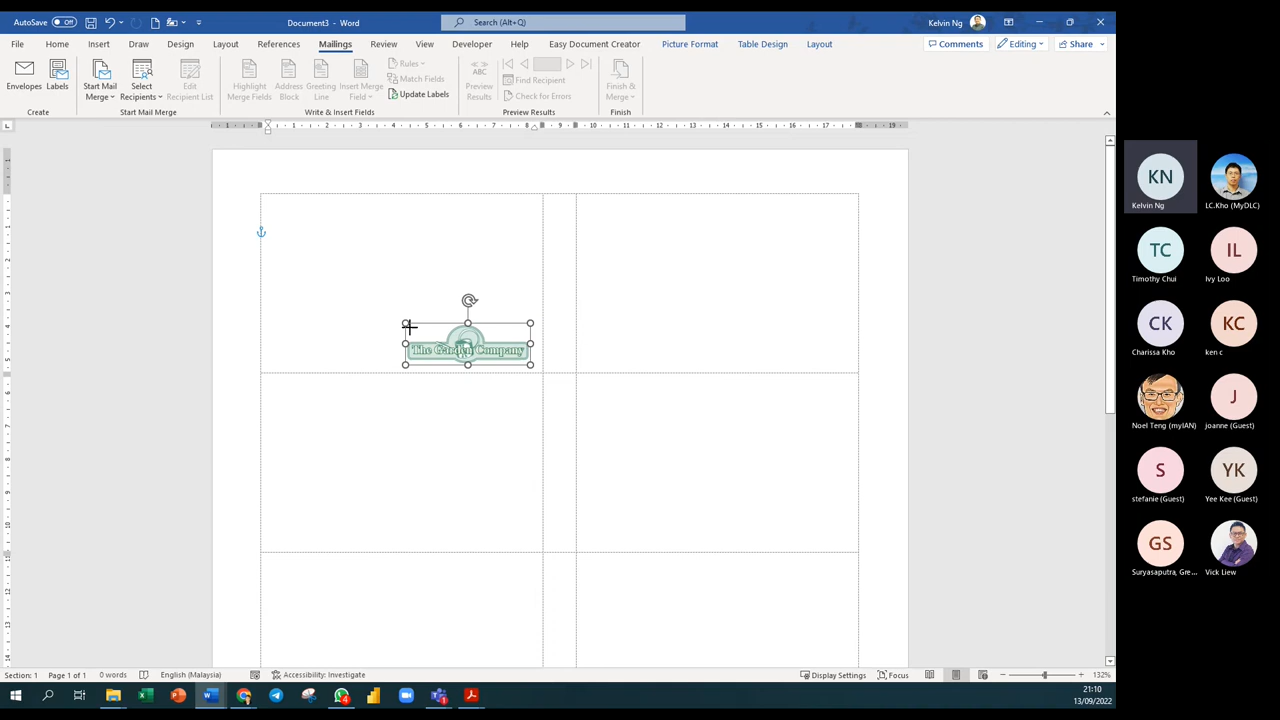 AutoSave Off
Document3 - Word
Search (Alt+Q)
Kelvin Ng
File Home Insert Draw Design Layout References Mailings Review View Developer Help Easy Document Creator Picture Format Table Design Layout
Comments Editing Share
Envelopes Labels
Start Mail Merge
Select Recipients
Edit Recipient List
Highlight Merge Fields
Address Block
Greeting Line
Insert Merge Field
Rules
Match Fields
Update Labels
ABC
Preview Results
Find Recipient
Check for Errors
Finish & Merge
Create Start Mail Merge Write & Insert Fields Preview Results Finish
The Garden Company
KN
Kelvin Ng
LC.Kho (MyDLC)
TC
Timothy Chui
IL
Ivy Loo
CK
Charissa Kho
KC
ken c
Noel Teng (myIAN)
J
joanne (Guest)
S
stefanie (Guest)
YK
Yee Kee (Guest)
GS
Suryasaputra, Gre...
Vick Liew
Section: 1 Page 1 of 1 0 words English (Malaysia) Accessibility: Investigate Display Settings Focus 132%
21:10
13/09/2022